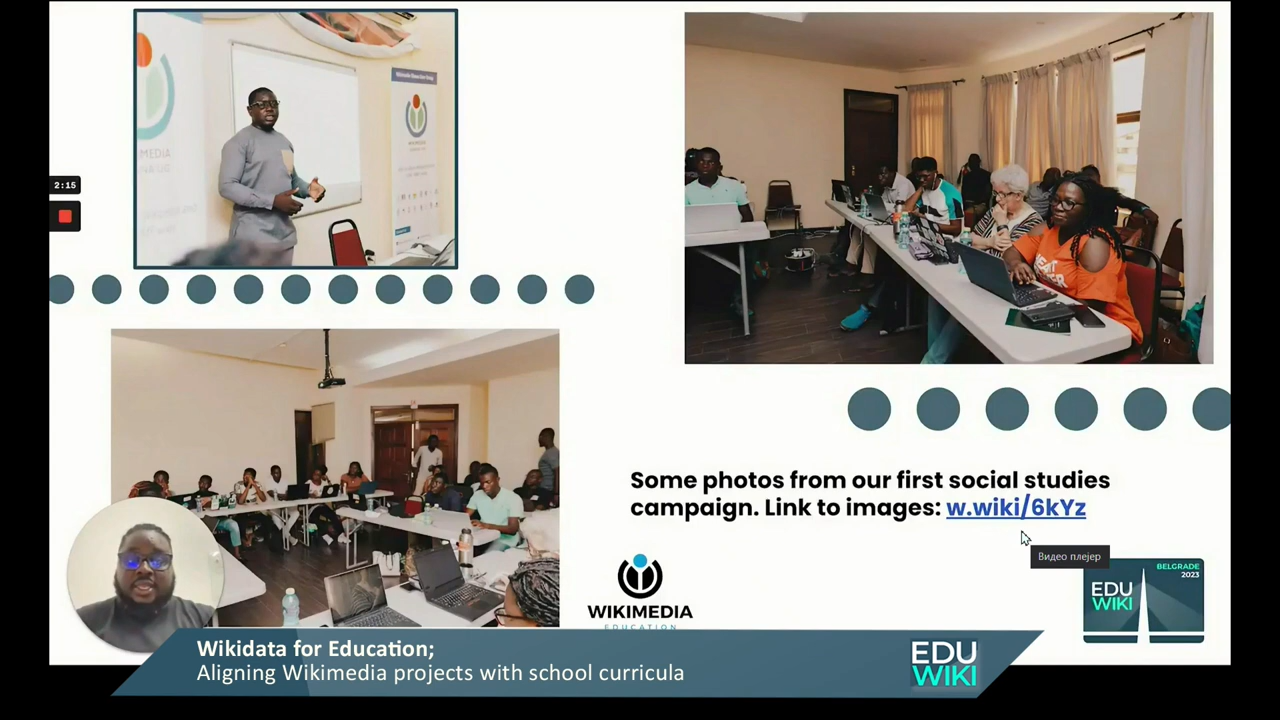 MEDIA
2:15
Some photos from our first social studies
campaign. Link to images: w.wiki/6kYz
Видео плејер
BELGRADE
2023
EDU
WIKI
WIKIMEDIA
EDUCATION
Wikidata for Education;
Aligning Wikimedia projects with school curricula
EDU
WIKI